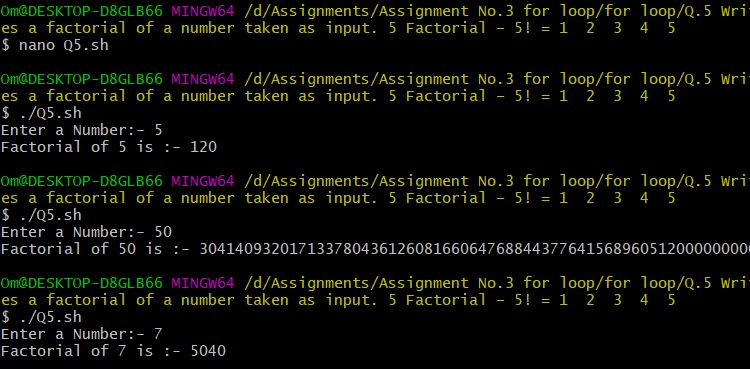 Om@DESKTOP-D8GLB66 MINGW64 /d/Assignments/Assignment No.3 for loop/for loop/Q.5 Writ
es a factorial of a number taken as input. 5 Factorial - 5! = 1  2  3  4  5
$ nano Q5.sh
Om@DESKTOP-D8GLB66 MINGW64 /d/Assignments/Assignment No.3 for loop/for loop/Q.5 Writ
es a factorial of a number taken as input. 5 Factorial - 5! = 1  2  3  4  5
$ ./Q5.sh
Enter a Number:- 5
Factorial of 5 is :- 120
Om@DESKTOP-D8GLB66 MINGW64 /d/Assignments/Assignment No.3 for loop/for loop/Q.5 Writ
es a factorial of a number taken as input. 5 Factorial - 5! = 1  2  3  4  5
$ ./Q5.sh
Enter a Number:- 50
Factorial of 50 is :- 30414093201713378043612608166064768844377641568960512000000000
Om@DESKTOP-D8GLB66 MINGW64 /d/Assignments/Assignment No.3 for loop/for loop/Q.5 Writ
es a factorial of a number taken as input. 5 Factorial - 5! = 1  2  3  4  5
$ ./Q5.sh
Enter a Number:- 7
Factorial of 7 is :- 5040